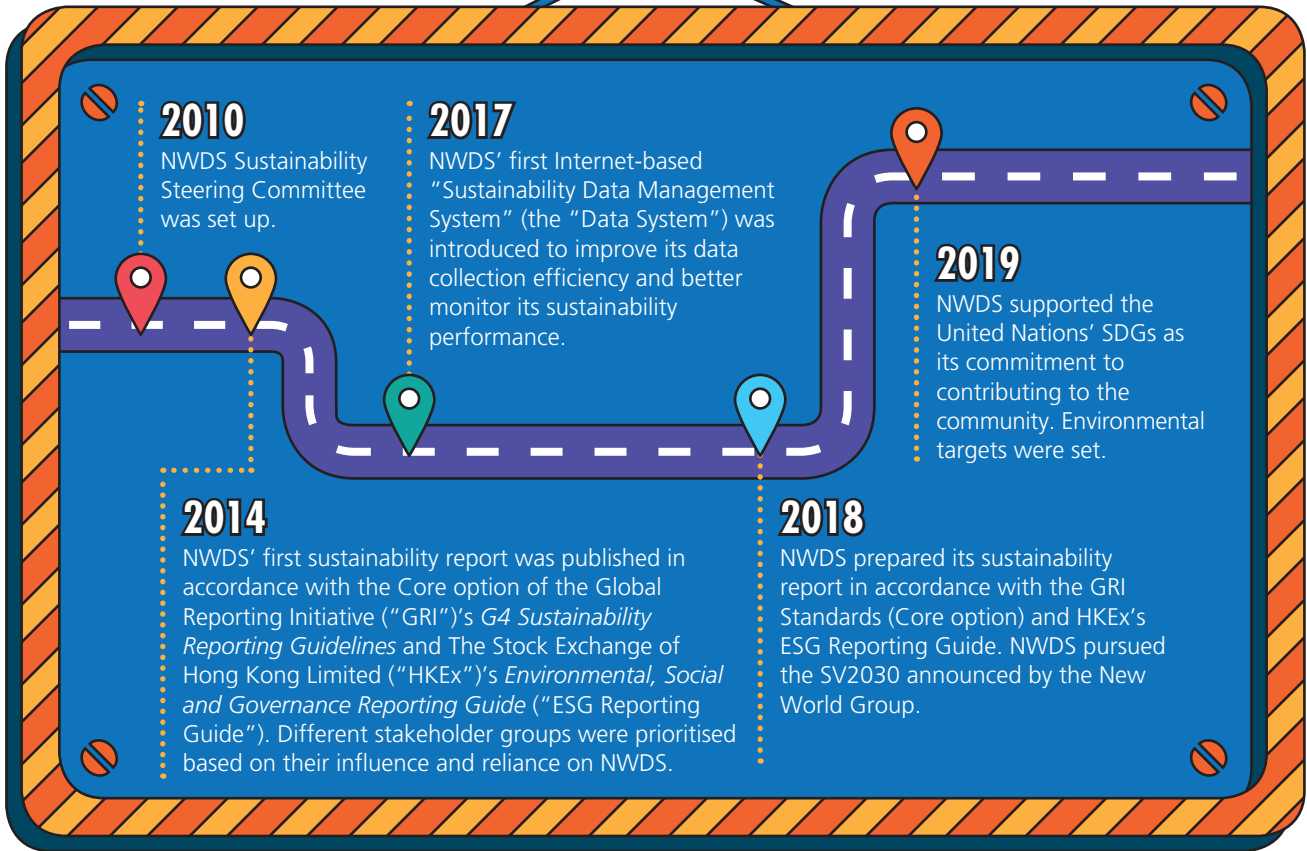 2010
NWDS Sustainability
Steering Committee
was set up.
2014
NWDS’ first sustainability report was published in
accordance with the Core option of the Global
Reporting Initiative (“GRI”)’s G4 Sustainability
Reporting Guidelines and The Stock Exchange of
Hong Kong Limited (“HKEx”)’s Environmental, Social
and Governance Reporting Guide (“ESG Reporting
Guide”). Different stakeholder groups were prioritised
based on their influence and reliance on NWDS.
2017
NWDS’ first Internet-based
“Sustainability Data Management
System” (the “Data System”) was
introduced to improve its data
collection efficiency and better
monitor its sustainability
performance.
2018
NWDS prepared its sustainability
report in accordance with the GRI
Standards (Core option) and HKEx’s
ESG Reporting Guide. NWDS pursued
the SV2030 announced by the New
World Group.
2019
NWDS supported the
United Nations’ SDGs as
its commitment to
contributing to the
community. Environmental
targets were set.